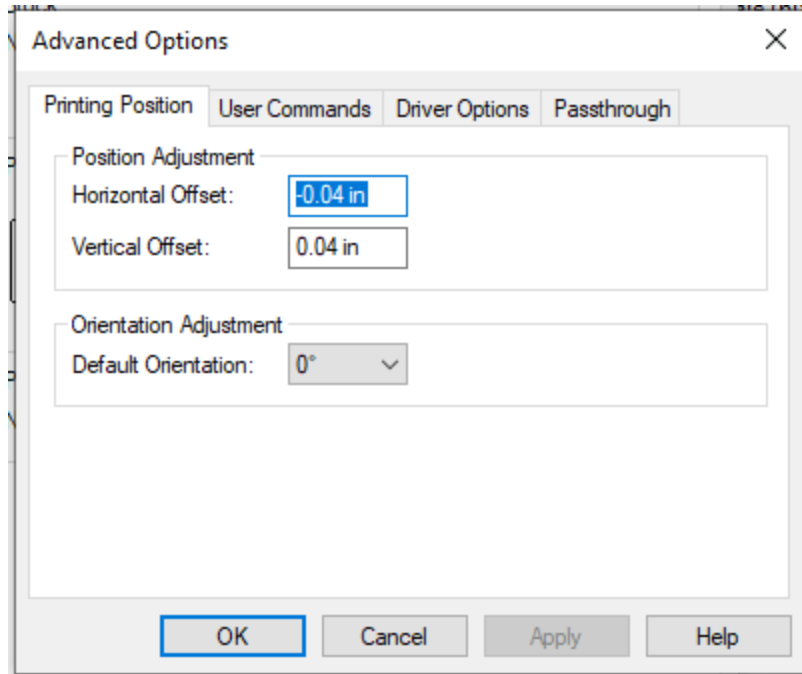 Advanced Options
Printing Position User Commands Driver Options Passthrough
Position Adjustment
Horizontal Offset: -0.04 in
Vertical Offset: 0.04 in
Orientation Adjustment
Default Orientation: 0°
OK Cancel Apply Help